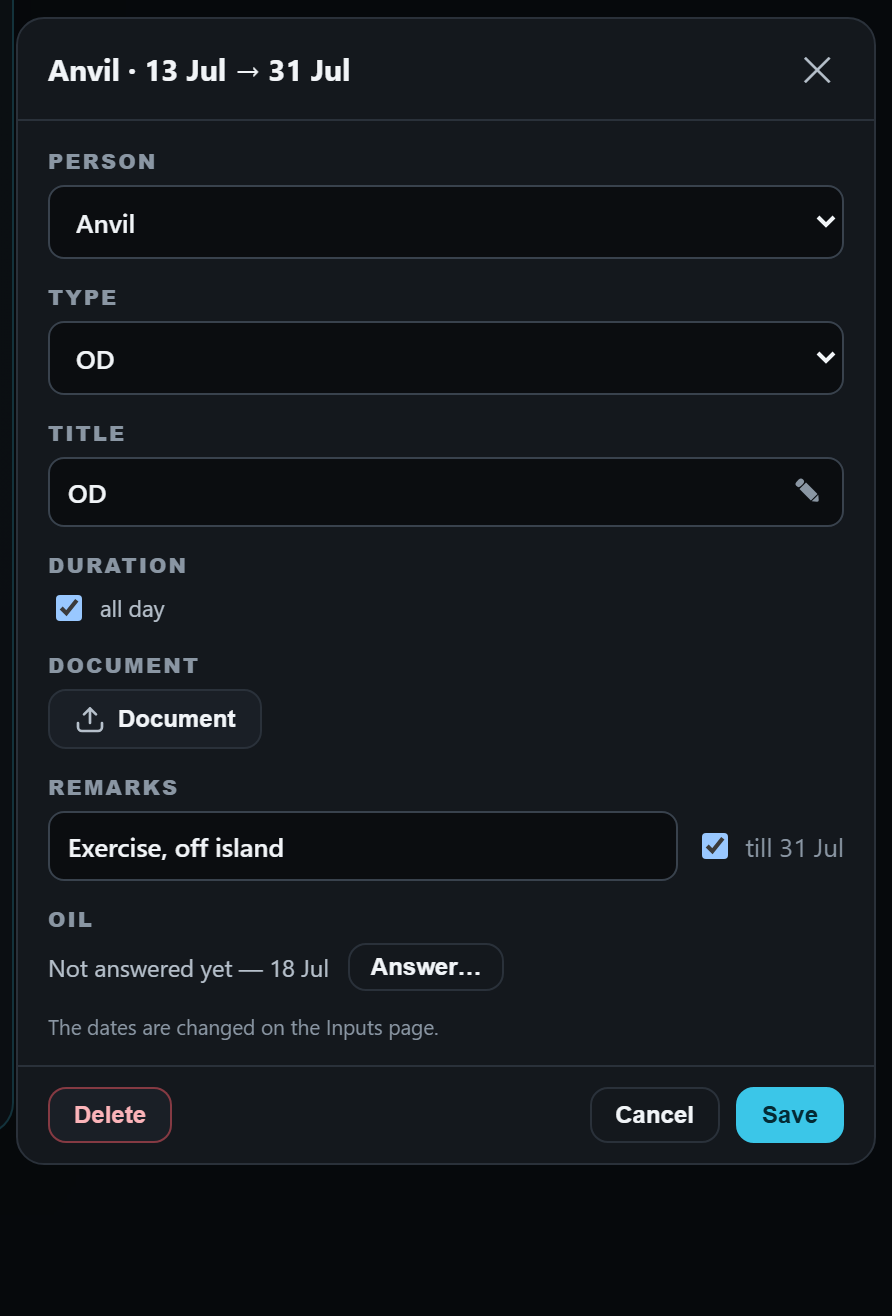 Anvil · 13 Jul → 31 Jul
PERSON
Anvil
TYPE
OD
TITLE
OD
DURATION
all day
DOCUMENT
Document
REMARKS
Exercise, off island
till 31 Jul
OIL
Not answered yet — 18 Jul
Answer...
The dates are changed on the Inputs page.
Delete
Cancel
Save